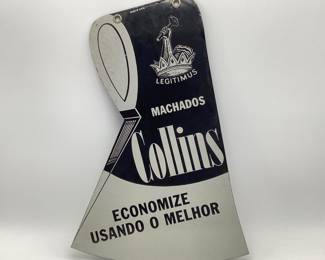 LEGITIMUS
MACHADOS
Collins
ECONOMIZE
USANDO O MELHOR